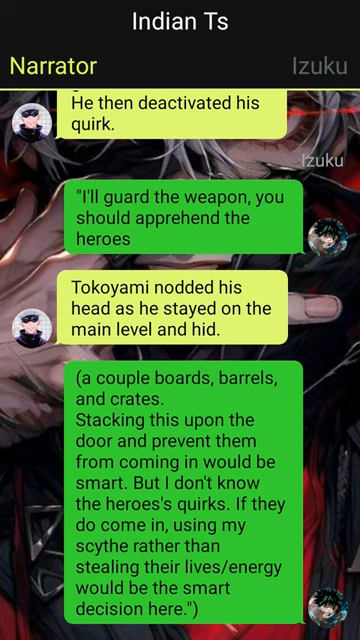 Indian Ts
Narrator
Izuku
He then deactivated his
quirk.
Izuku
"I'll guard the weapon, you
should apprehend the
heroes
Tokoyami nodded his
head as he stayed on the
main level and hid.
(a couple boards, barrels,
and crates.
Stacking this upon the
door and prevent them
from coming in would be
smart. But I don't know
the heroes's quirks. If they
do come in, using my
scythe rather than
stealing their lives/energy
would be the smart
decision here.")